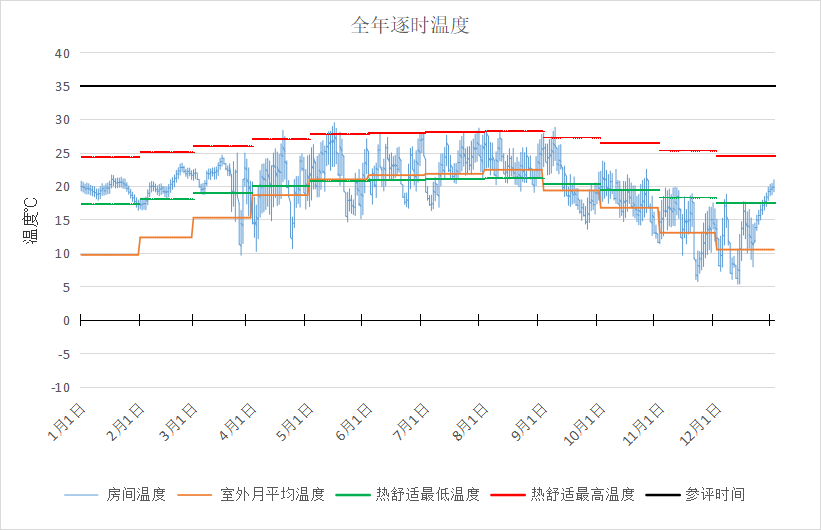 全年逐时温度
40
35
30
25
20
15
10
5
0
-5
-10
温度℃
1月1日
2月1日
3月1日
4月1日
5月1日
6月1日
7月1日
8月1日
9月1日
10月1日
11月1日
12月1日
房间温度 室外月平均温度 热舒适最低温度 热舒适最高温度 参评时间